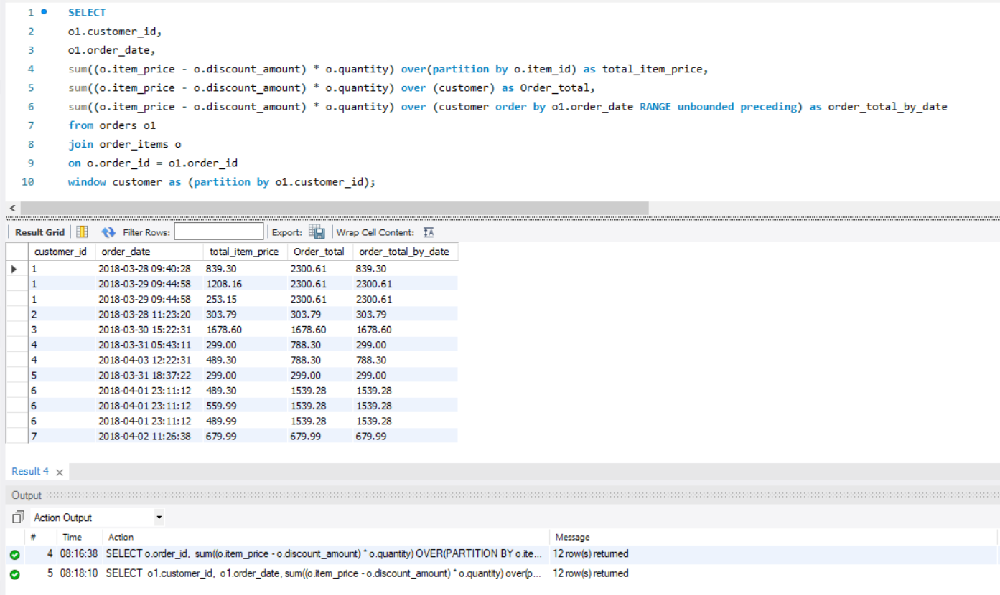 1 SELECT
2 o1.customer_id,
3 o1.order_date,
4 sum((o.item_price - o.discount_amount) * o.quantity) over(partition by o.item_id) as total_item_price,
5 sum((o.item_price - o.discount_amount) * o.quantity) over (customer) as Order_total,
6 sum((o.item_price - o.discount_amount) * o.quantity) over (customer order by o1.order_date RANGE unbounded preceding) as order_total_by_date
7 from orders o1
8 join order_items o
9 on o.order_id = o1.order_id
10 window customer as (partition by o1.customer_id);
Result Grid Filter Rows: Export: Wrap Cell Content: IA
customer_id order_date total_item_price Order_total order_total_by_date
1 2018-03-28 09:40:28 839.30 2300.61 839.30
1 2018-03-29 09:44:58 1208.16 2300.61 2300.61
1 2018-03-29 09:44:58 253.15 2300.61 2300.61
2 2018-03-28 11:23:20 303.79 303.79 303.79
3 2018-03-30 15:22:31 1678.60 1678.60 1678.60
4 2018-03-31 05:43:11 299.00 788.30 299.00
4 2018-04-03 12:22:31 489.30 788.30 788.30
5 2018-03-31 18:37:22 299.00 299.00 299.00
6 2018-04-01 23:11:12 489.30 1539.28 1539.28
6 2018-04-01 23:11:12 559.99 1539.28 1539.28
6 2018-04-01 23:11:12 489.99 1539.28 1539.28
7 2018-04-02 11:26:38 679.99 679.99 679.99
Result 4
Output
Action Output
# Time Action Message
4 08:16:38 SELECT o.order_id, sum((o.item_price - o.discount_amount) * o.quantity) OVER(PARTITION BY o.ite... 12 row(s) returned
5 08:18:10 SELECT o1.customer_id, o1.order_date, sum((o.item_price - o.discount_amount) * o.quantity) over(p... 12 row(s) returned